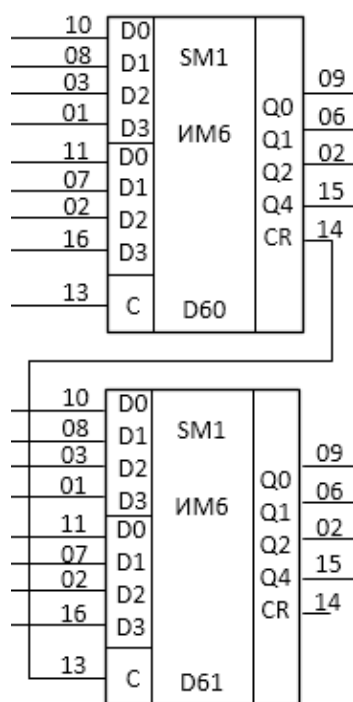 10 D0 SM1
08 D1 09
03 D2 Q0
01 D3 ИМ6 06
11 D0 Q1
07 D1 02
02 D2 Q2
16 D3 Q4 15
CR 14
13 C D60
10 D0 SM1
08 D1 09
03 D2 Q0
01 D3 ИМ6 06
11 D0 Q1
07 D1 02
02 D2 Q2
16 D3 Q4 15
CR 14
13 C D61